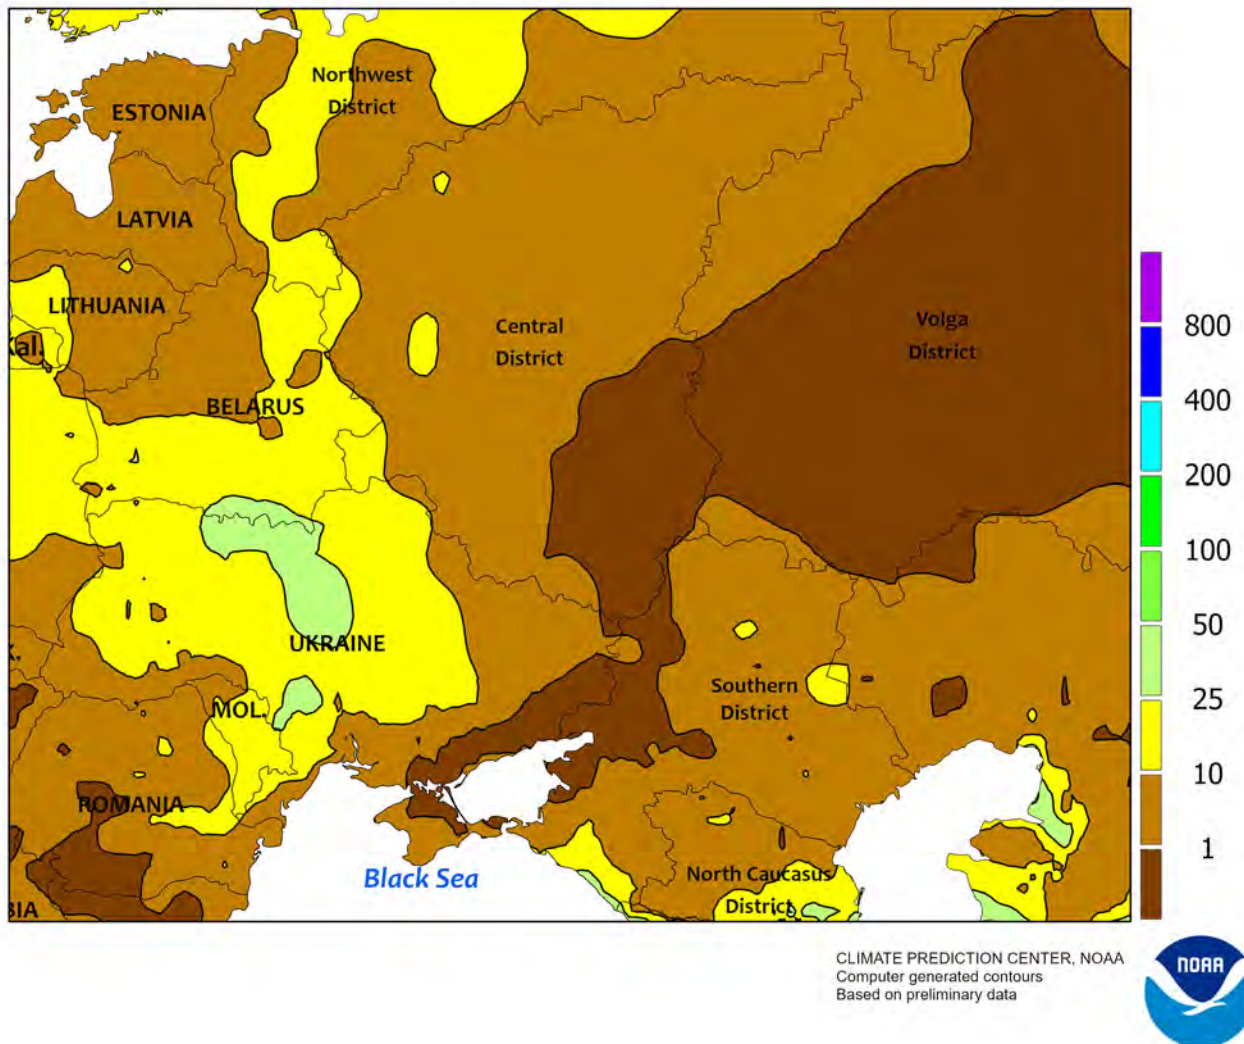 Northwest
District
ESTONIA
LATVIA
LITHUANIA
Kal.
Central
District
Volga
District
BELARUS
UKRAINE
MOL.
Southern
District
ROMANIA
Black Sea
North Caucasus
District
BIA
800
400
200
100
50
25
10
1
CLIMATE PREDICTION CENTER, NOAA
Computer generated contours
Based on preliminary data
NOAA